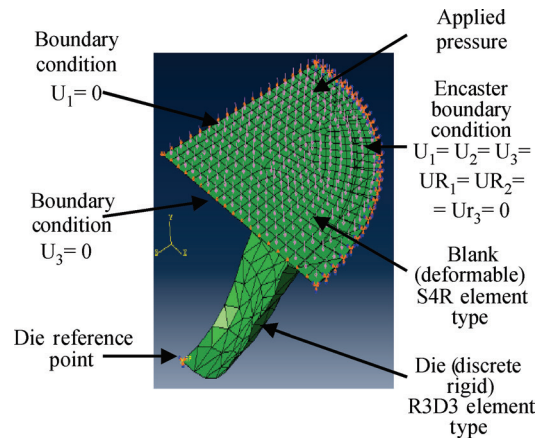 Boundary
condition
U₁= 0
Boundary
condition
U₃= 0
Die reference
point
Applied
pressure
Encaster
boundary
condition
U₁= U₂= U₃=
UR₁= UR₂=
= Ur₃= 0
Blank
(deformable)
S4R element
type
Die (discrete
rigid)
R3D3 element
type
Y
Z
X